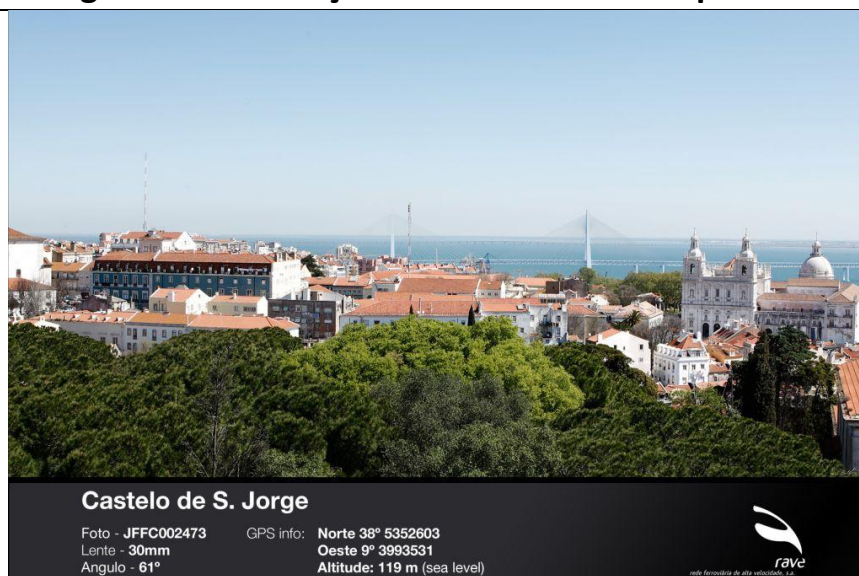 Castelo de S. Jorge
Foto - JFFC002473
Lente - 30mm
Angulo - 61º
GPS info: Norte 38º 5352603
Oeste 9º 3993531
Altitude: 119 m (sea level)
rave
rede ferroviária de alta velocidade, s.a.